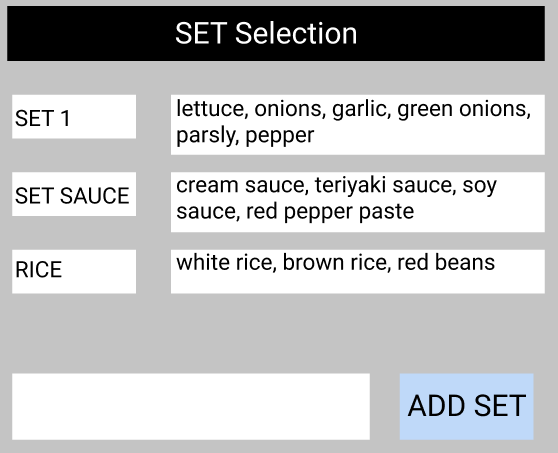 SET Selection
SET 1
lettuce, onions, garlic, green onions,
parsly, pepper
SET SAUCE
cream sauce, teriyaki sauce, soy
sauce, red pepper paste
RICE
white rice, brown rice, red beans
ADD SET